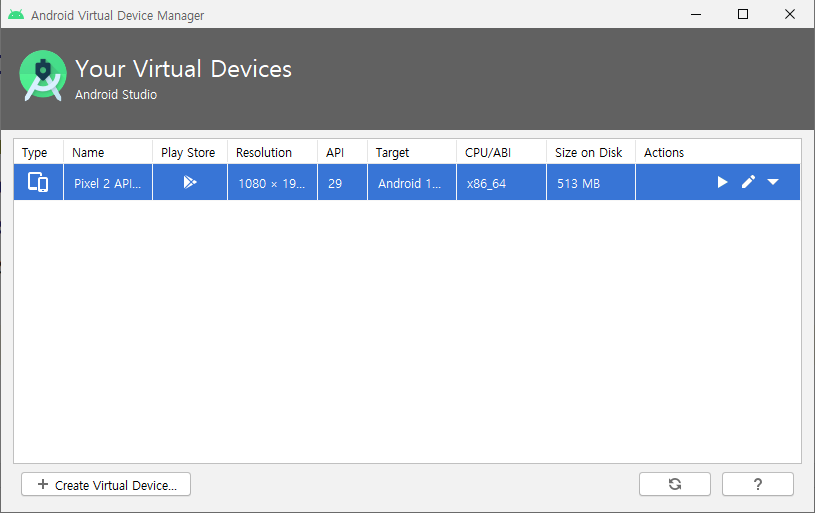 Android Virtual Device Manager
Your Virtual Devices
Android Studio
Type Name Play Store Resolution API Target CPU/ABI Size on Disk Actions
Pixel 2 API... 1080 × 19... 29 Android 1... x86_64 513 MB
+ Create Virtual Device...
?